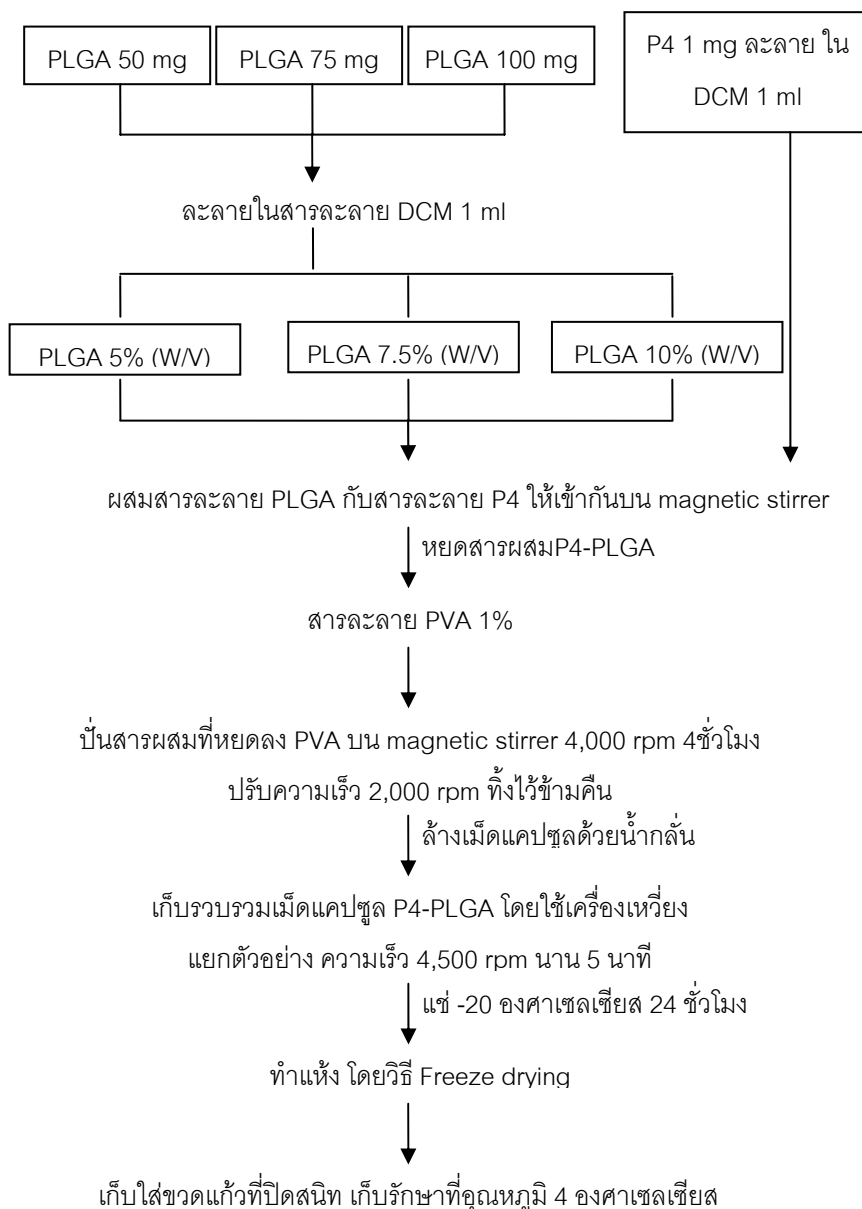 PLGA 50 mg
PLGA 75 mg
PLGA 100 mg
P4 1 mg ละลาย ใน
DCM 1 ml
ละลายในสารละลาย DCM 1 ml
PLGA 5% (W/V)
PLGA 7.5% (W/V)
PLGA 10% (W/V)
ผสมสารละลาย PLGA กับสารละลาย P4 ให้เข้ากันบน magnetic stirrer
หยดสารผสมP4-PLGA
สารละลาย PVA 1%
ปั่นสารผสมที่หยดลง PVA บน magnetic stirrer 4,000 rpm 4ชั่วโมง
ปรับความเร็ว 2,000 rpm ทิ้งไว้ข้ามคืน
ล้างเม็ดแคปซูลด้วยน้ำกลั่น
เก็บรวบรวมเม็ดแคปซูล P4-PLGA โดยใช้เครื่องเหวี่ยง
แยกตัวอย่าง ความเร็ว 4,500 rpm นาน 5 นาที
แช่ -20 องศาเซลเซียส 24 ชั่วโมง
ทำแห้ง โดยวิธี Freeze drying
เก็บใส่ขวดแก้วที่ปิดสนิท เก็บรักษาที่อุณหภูมิ 4 องศาเซลเซียส